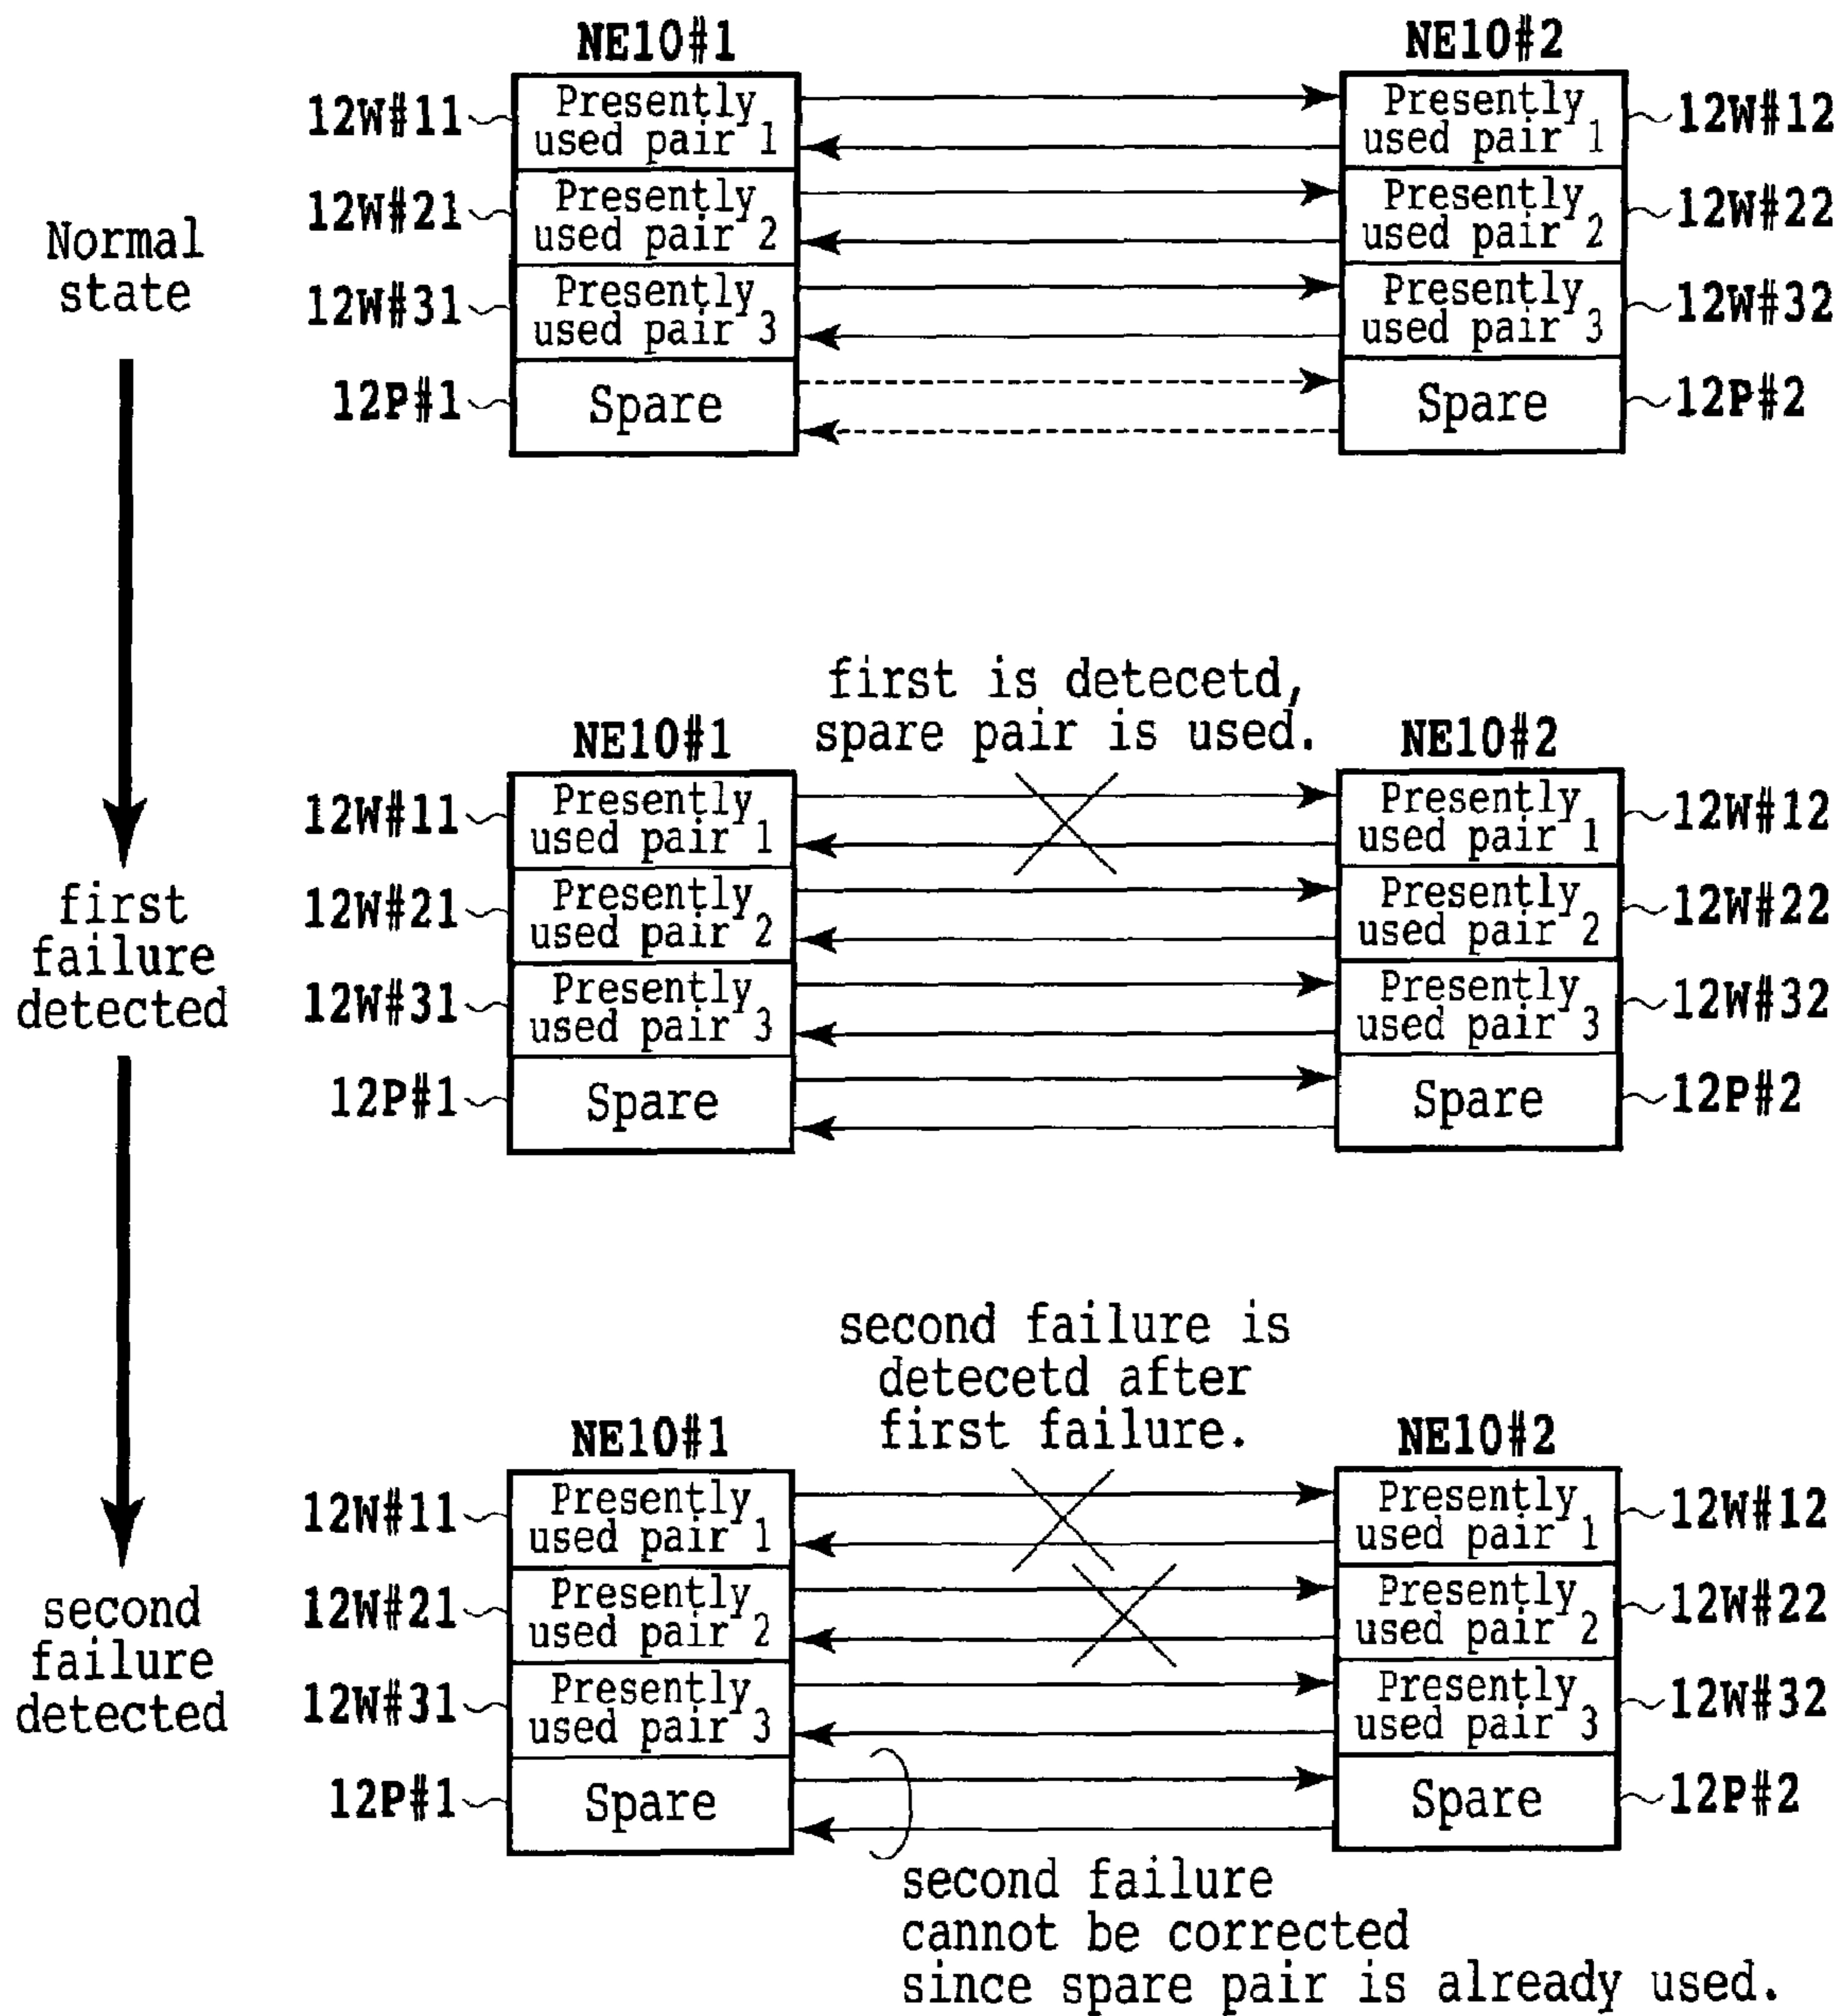 NE10#1
NE10#2
12W#11
Presently
used pair 1
Presently
used pair 1
12W#12
12W#21
Presently
used pair 2
Presently
used pair 2
12W#22
Normal
state
12W#31
Presently
used pair 3
Presently
used pair 3
12W#32
12P#1
Spare
Spare
12P#2
first is detecetd,
spare pair is used.
NE10#1
NE10#2
12W#11
Presently
used pair 1
Presently
used pair 1
12W#12
first
failure
detected
12W#21
Presently
used pair 2
Presently
used pair 2
12W#22
12W#31
Presently
used pair 3
Presently
used pair 3
12W#32
12P#1
Spare
Spare
12P#2
second failure is
detecetd after
first failure.
NE10#1
NE10#2
12W#11
Presently
used pair 1
Presently
used pair 1
12W#12
second
failure
detected
12W#21
Presently
used pair 2
Presently
used pair 2
12W#22
12W#31
Presently
used pair 3
Presently
used pair 3
12W#32
12P#1
Spare
Spare
12P#2
second failure
cannot be corrected
since spare pair is already used.